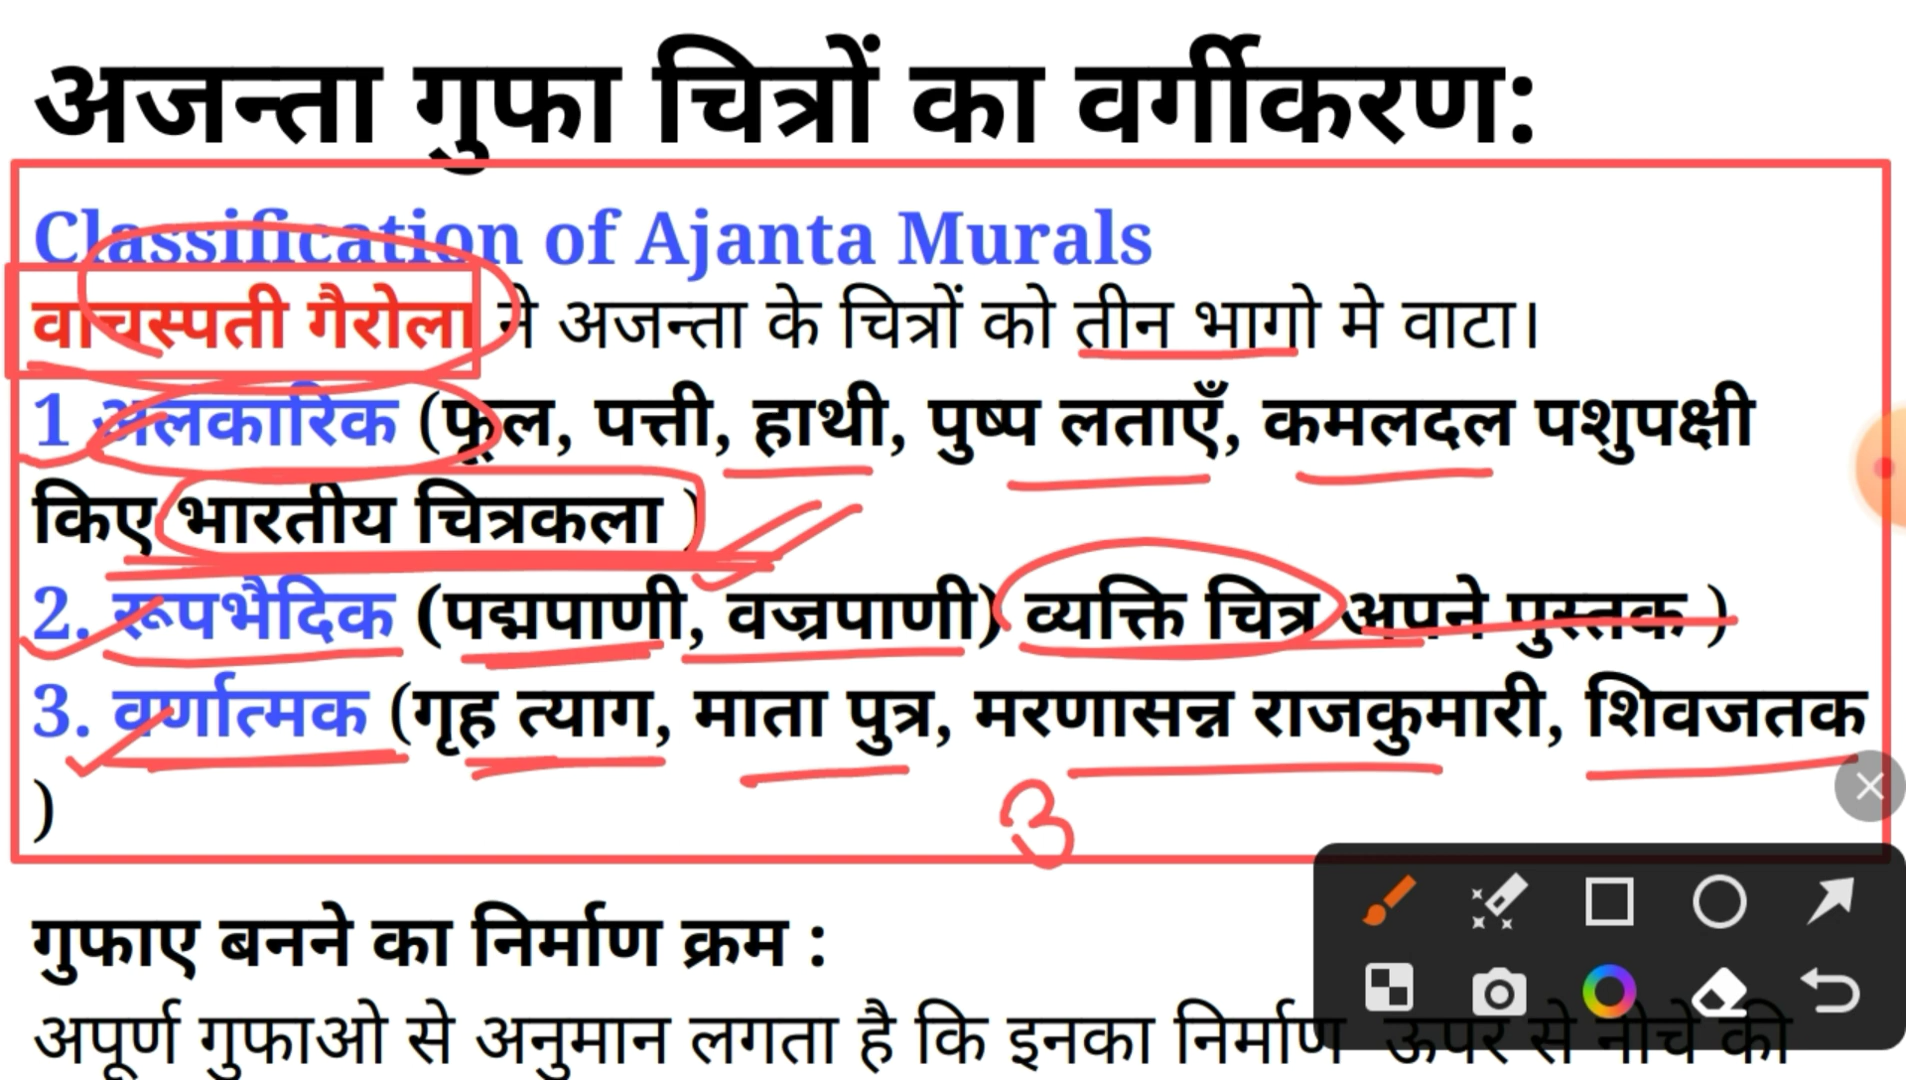 अजन्ता गुफा चित्रों का वर्गीकरण:
Classification of Ajanta Murals
वाचस्पती गैरोला ने अजन्ता के चित्रों को तीन भागो मे वाटा।
1 अलकारिक (फूल, पत्ती, हाथी, पुष्प लताएँ, कमलदल पशुपक्षी
किए भारतीय चित्रकला )
2. रूपभैदिक (पद्मपाणी, वज्रपाणी) व्यक्ति चित्र अपने पुस्तक )
3. वर्णात्मक (गृह त्याग, माता पुत्र, मरणासन्न राजकुमारी, शिवजतक
)
3
गुफाए बनने का निर्माण क्रम :
अपूर्ण गुफाओ से अनुमान लगता है कि इनका निर्माण ऊपर से नीचे की